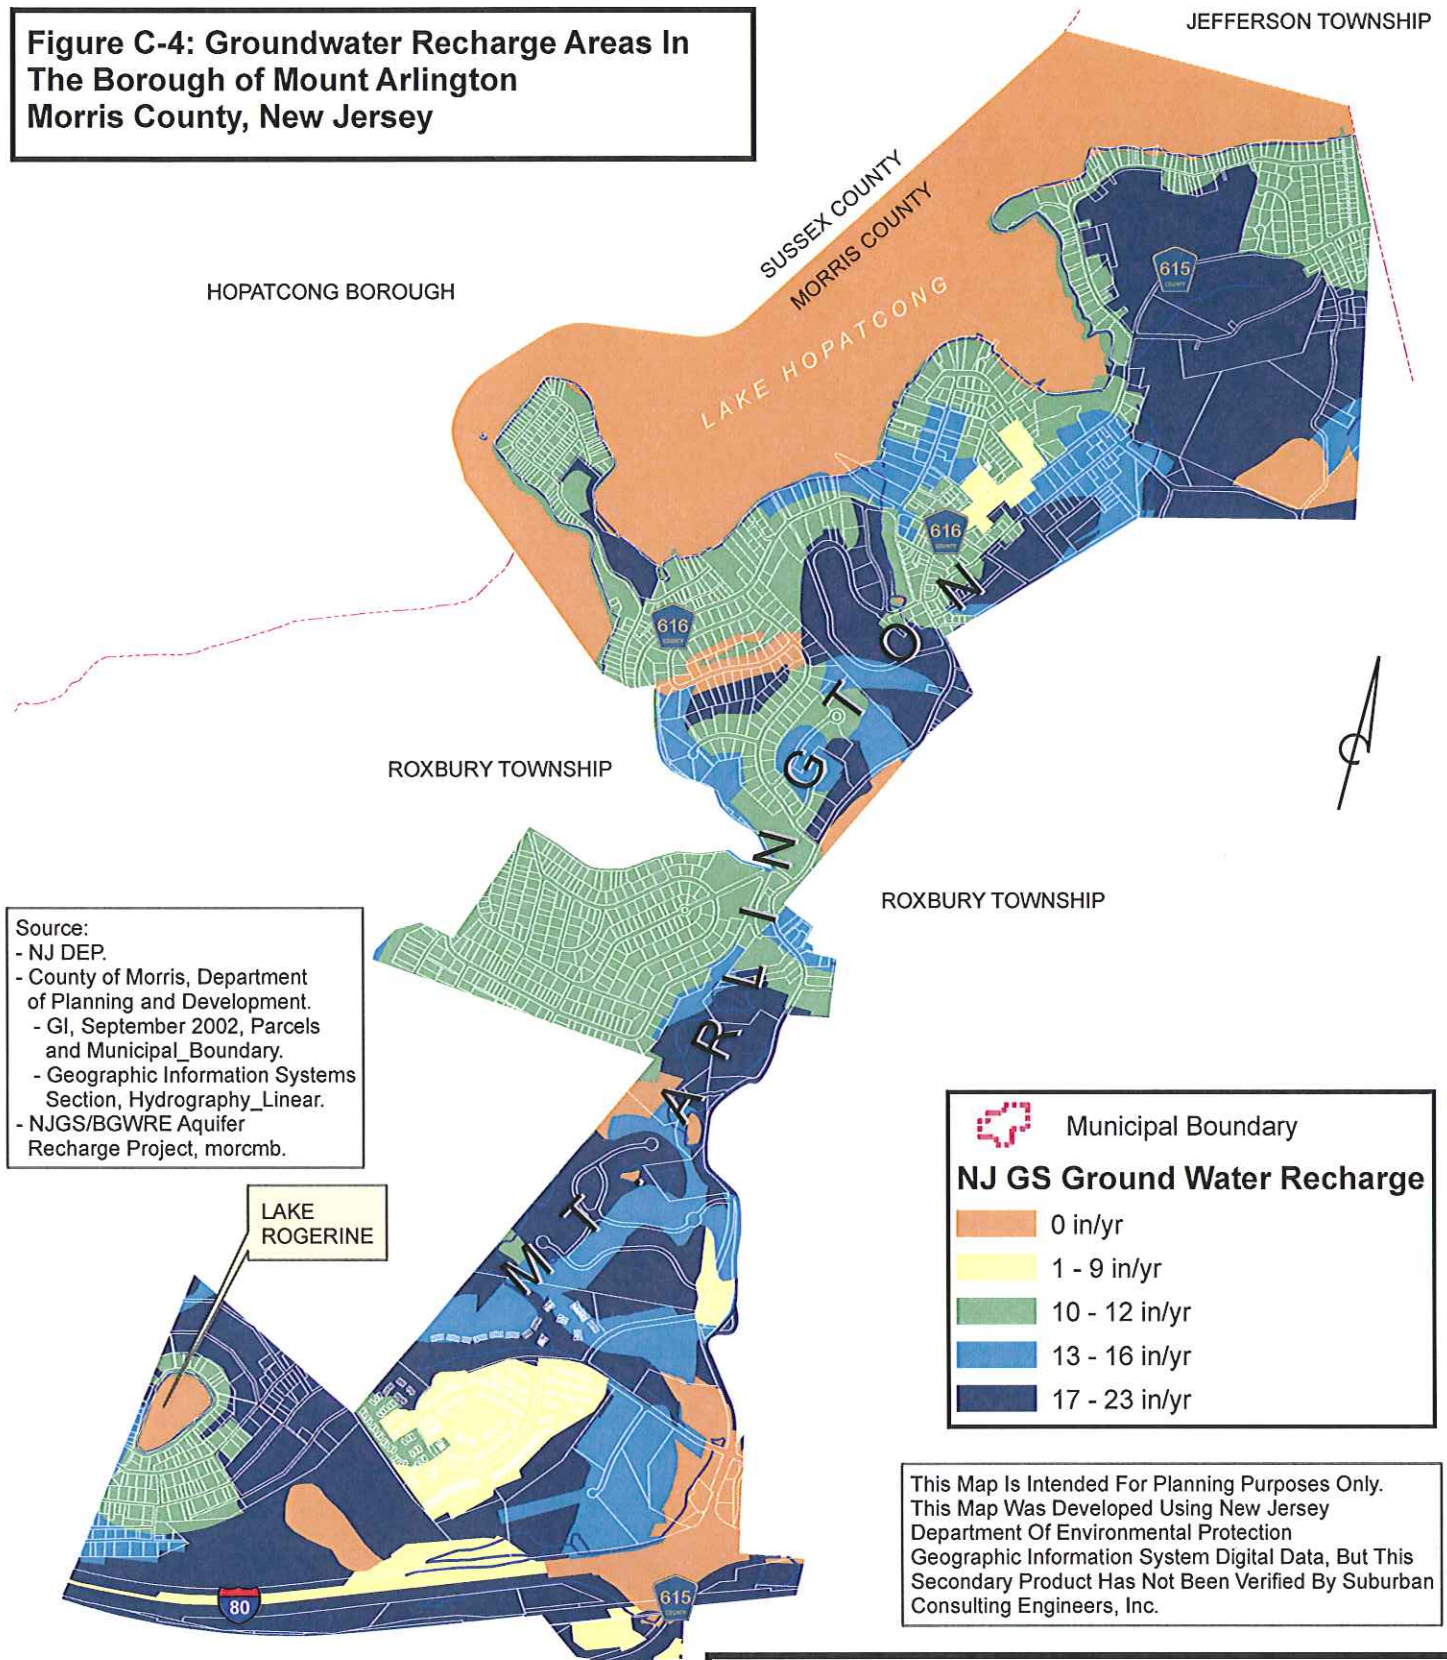 Figure C-4: Groundwater Recharge Areas In
The Borough of Mount Arlington
Morris County, New Jersey
JEFFERSON TOWNSHIP
SUSSEX COUNTY
MORRIS COUNTY
HOPATCONG BOROUGH
615
COUNTY
LAKE HOPATCONG
616
COUNTY
616
COUNTY
MT. ARLINGTON
ROXBURY TOWNSHIP
ROXBURY TOWNSHIP
Source:
- NJ DEP.
- County of Morris, Department
of Planning and Development.
- GI, September 2002, Parcels
and Municipal_Boundary.
- Geographic Information Systems
Section, Hydrography_Linear.
- NJGS/BGWRE Aquifer
Recharge Project, morcmb.
LAKE
ROGERINE
Municipal Boundary
NJ GS Ground Water Recharge
0 in/yr
1 - 9 in/yr
10 - 12 in/yr
13 - 16 in/yr
17 - 23 in/yr
80
615
COUNTY
This Map Is Intended For Planning Purposes Only.
This Map Was Developed Using New Jersey
Department Of Environmental Protection
Geographic Information System Digital Data, But This
Secondary Product Has Not Been Verified By Suburban
Consulting Engineers, Inc.